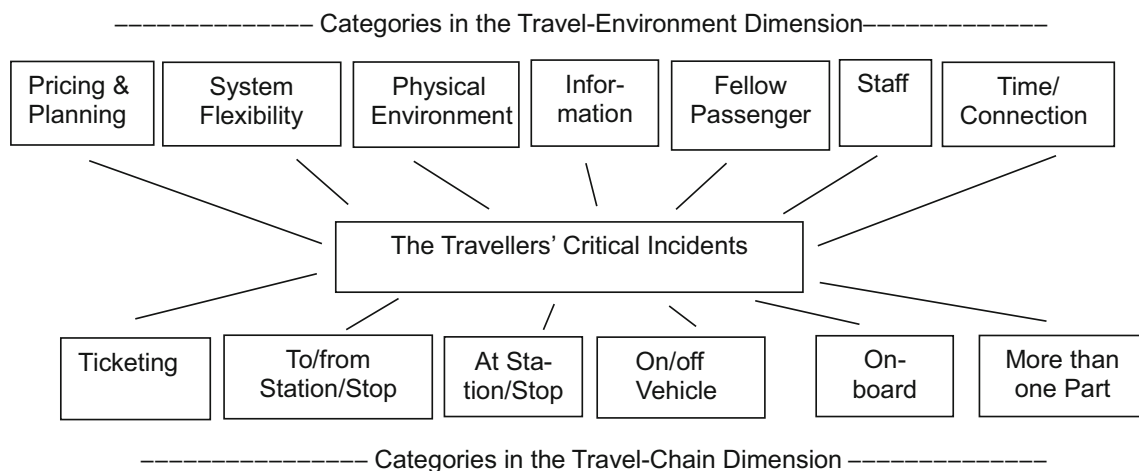 Categories in the Travel-Environment Dimension
Pricing &
Planning
System
Flexibility
Physical
Environment
Infor-
mation
Fellow
Passenger
Staff
Time/
Connection
The Travellers’ Critical Incidents
Ticketing
To/from
Station/Stop
At Sta-
tion/Stop
On/off
Vehicle
On-
board
More than
one Part
Categories in the Travel-Chain Dimension